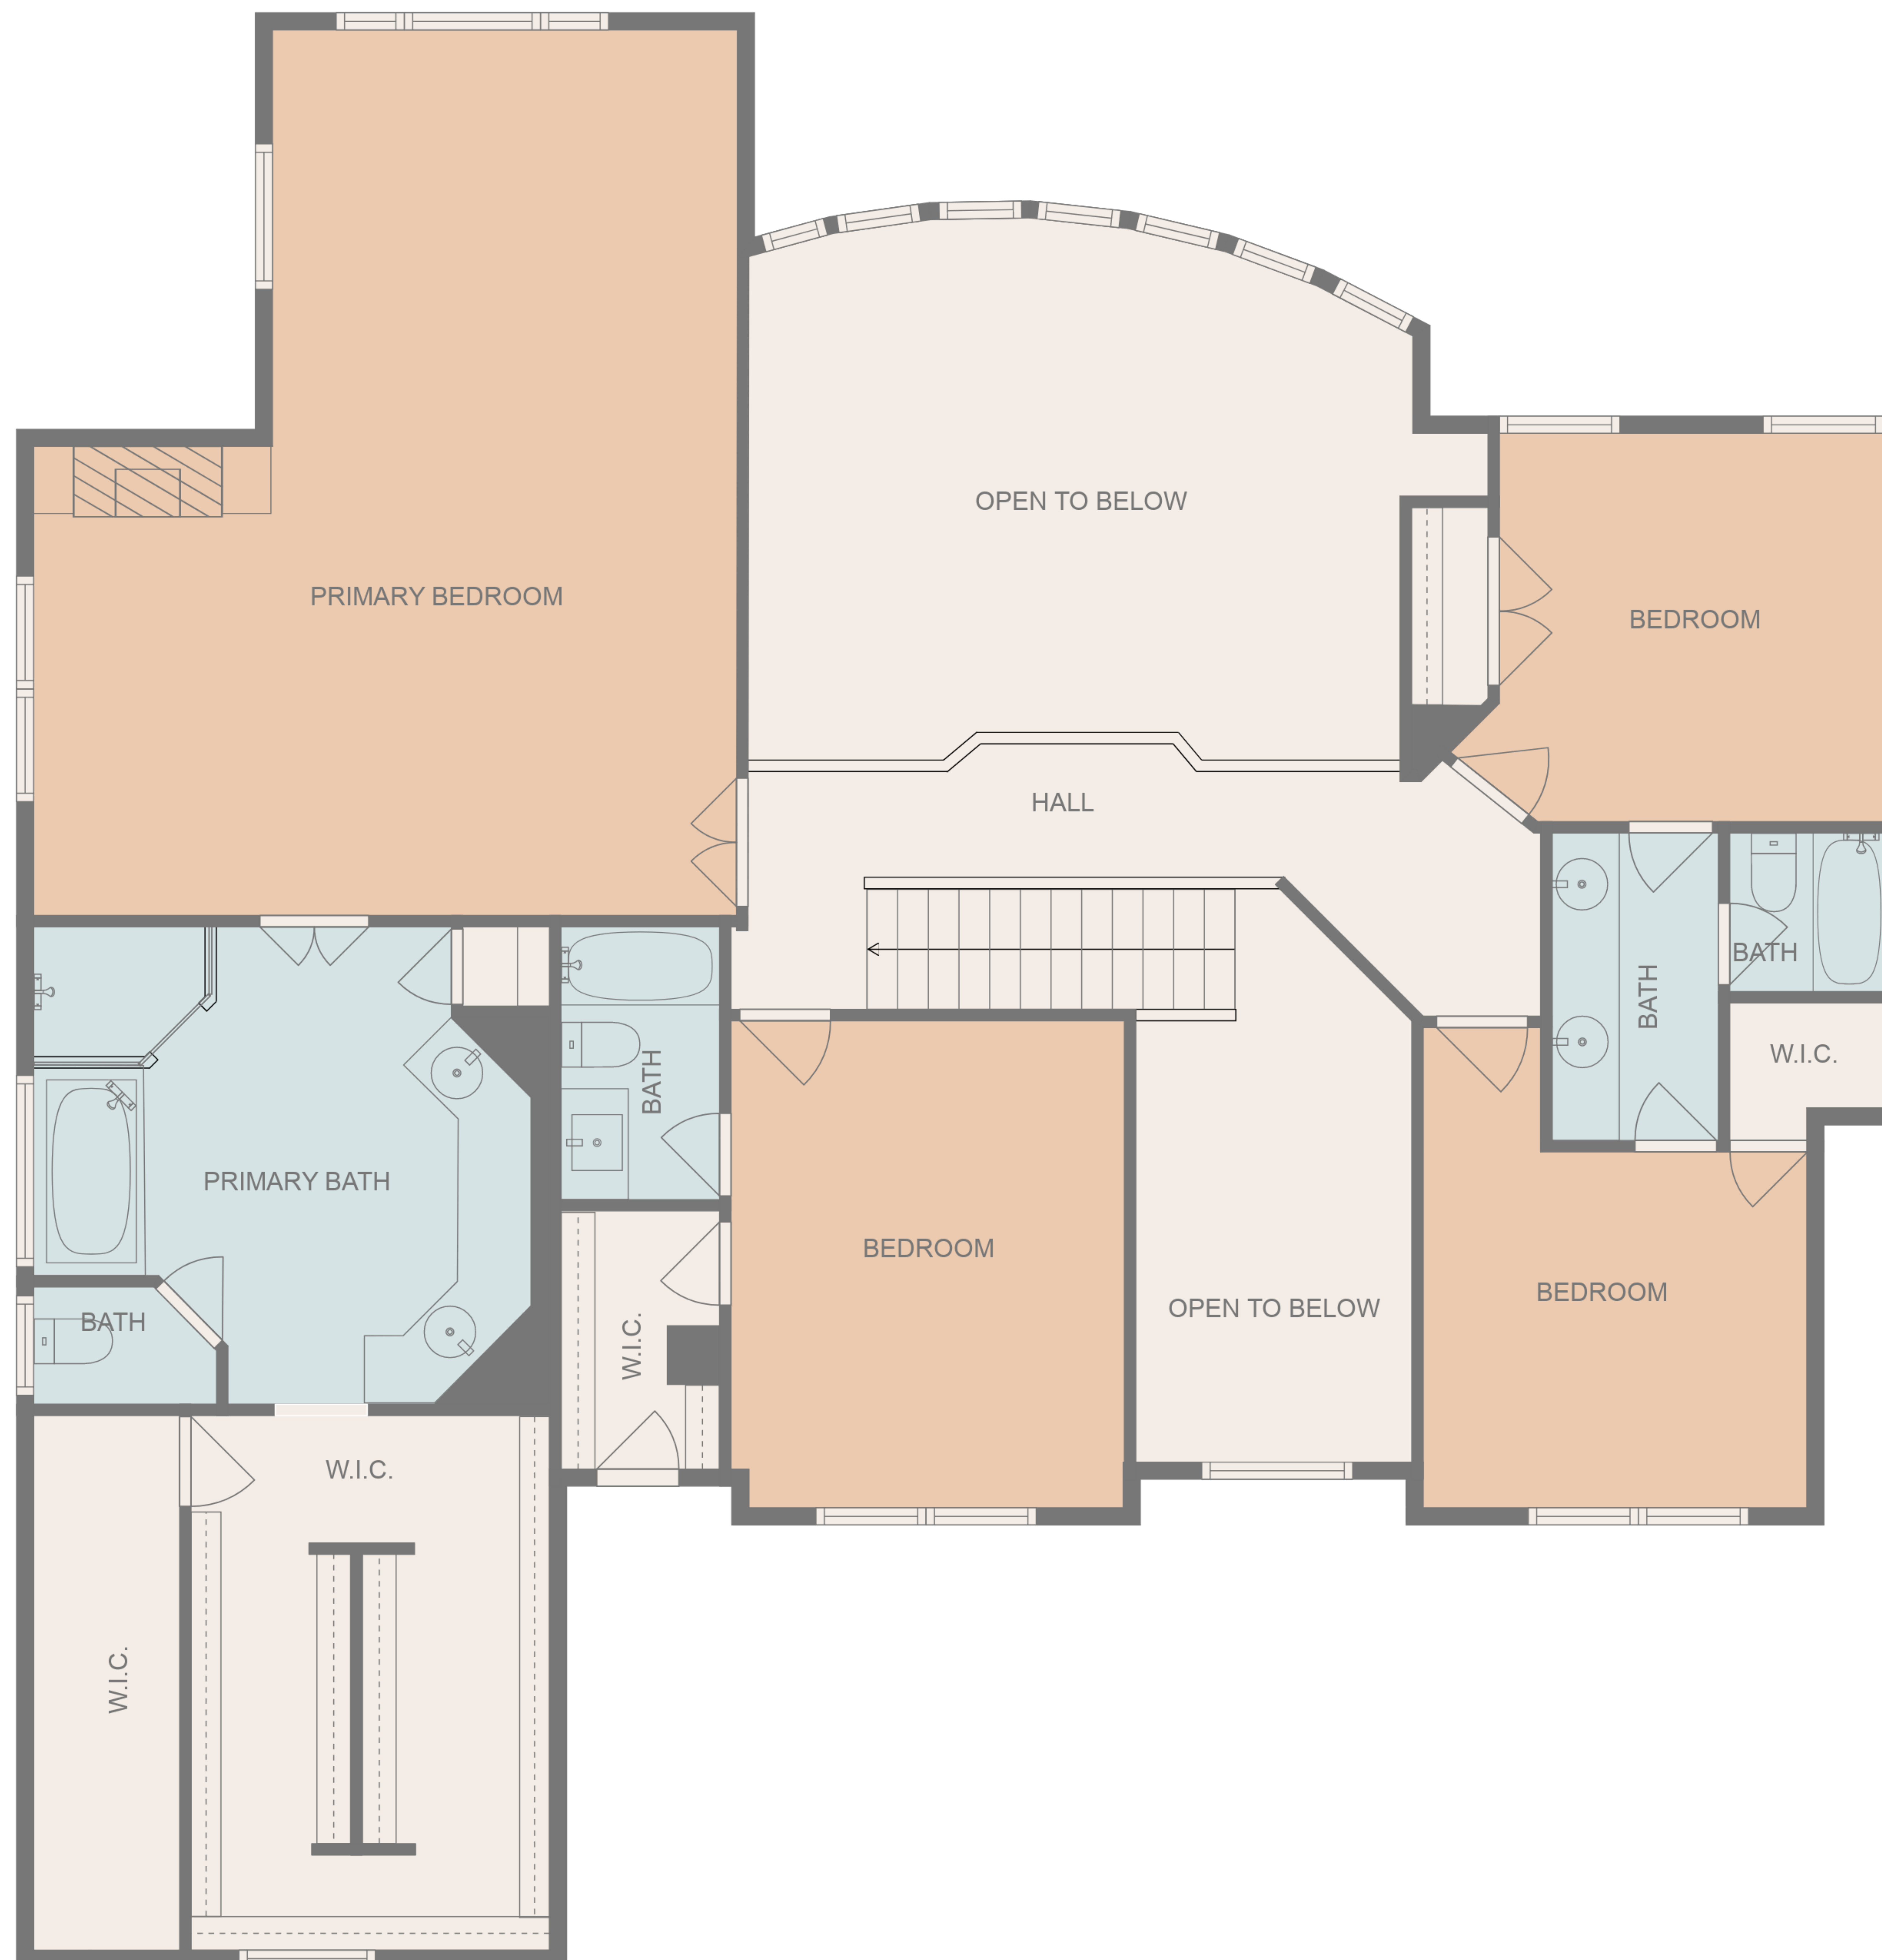 OPEN TO BELOW
PRIMARY BEDROOM
BEDROOM
HALL
BATH
BATH
W.I.C.
BATH
PRIMARY BATH
BEDROOM
BEDROOM
OPEN TO BELOW
BATH
W.I.C.
W.I.C.
W.I.C.